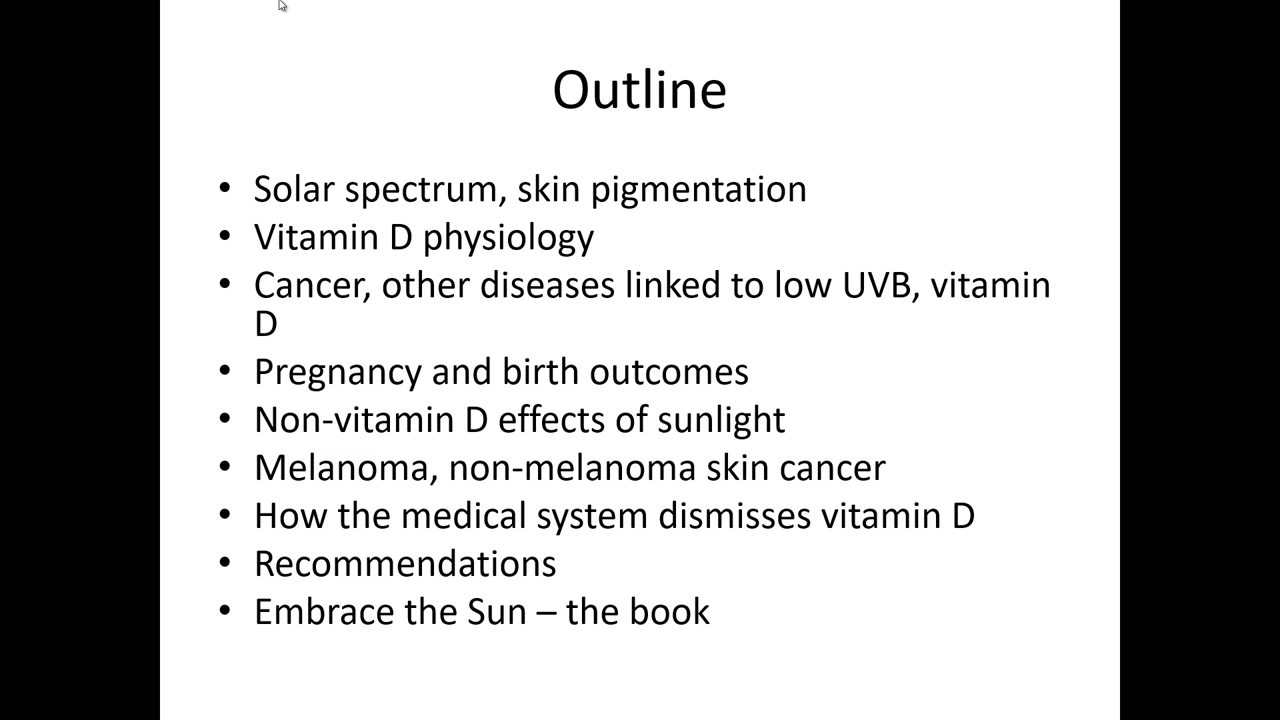 Outline
• Solar spectrum, skin pigmentation
• Vitamin D physiology
• Cancer, other diseases linked to low UVB, vitamin
D
• Pregnancy and birth outcomes
• Non-vitamin D effects of sunlight
• Melanoma, non-melanoma skin cancer
• How the medical system dismisses vitamin D
• Recommendations
• Embrace the Sun – the book